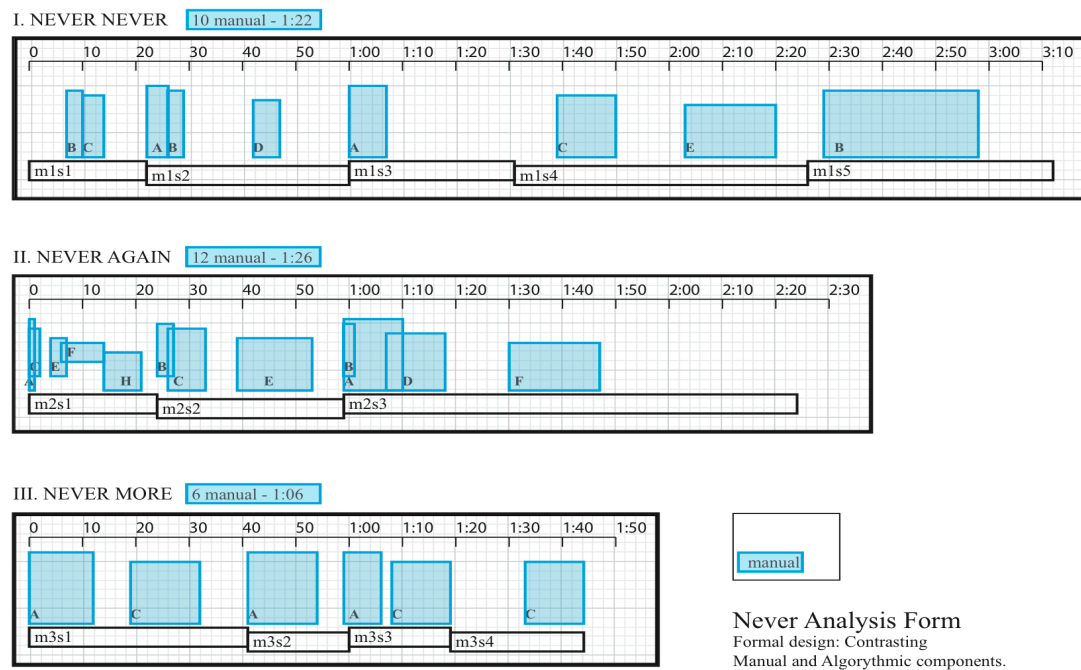 I. NEVER NEVER 10 manual - 1:22
0 10 20 30 40 50 1:00 1:10 1:20 1:30 1:40 1:50 2:00 2:10 2:20 2:30 2:40 2:50 3:00 3:10
B C A B D A C E B
m1s1 m1s2 m1s3 m1s4 m1s5
II. NEVER AGAIN 12 manual - 1:26
0 10 20 30 40 50 1:00 1:10 1:20 1:30 1:40 1:50 2:00 2:10 2:20 2:30
F
C E B B
A H C E A D F
m2s1 m2s2 m2s3
III. NEVER MORE 6 manual - 1:06
0 10 20 30 40 50 1:00 1:10 1:20 1:30 1:40 1:50
A C A A C C
m3s1 m3s2 m3s3 m3s4
manual
Never Analysis Form
Formal design: Contrasting
Manual and Algorythmic components.